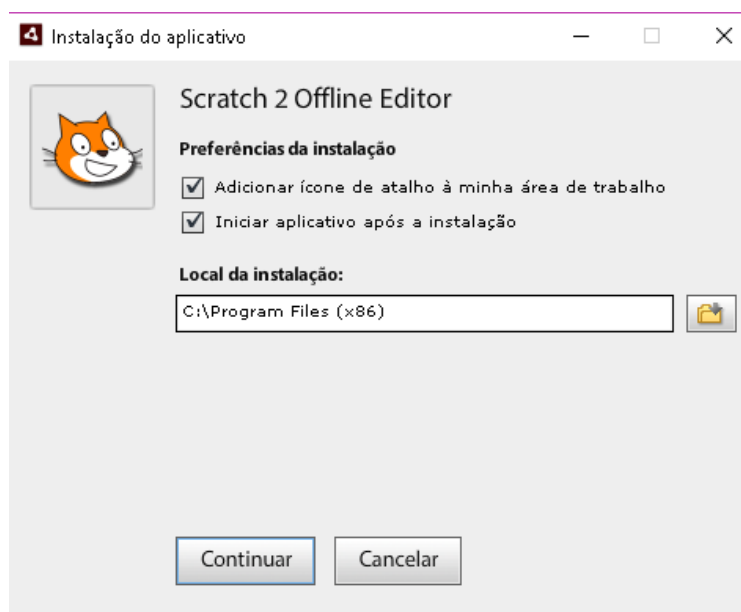 Instalação do aplicativo
Scratch 2 Offline Editor
Preferências da instalação
Adicionar ícone de atalho à minha área de trabalho
Iniciar aplicativo após a instalação
Local da instalação:
C:\Program Files (x86)
Continuar
Cancelar